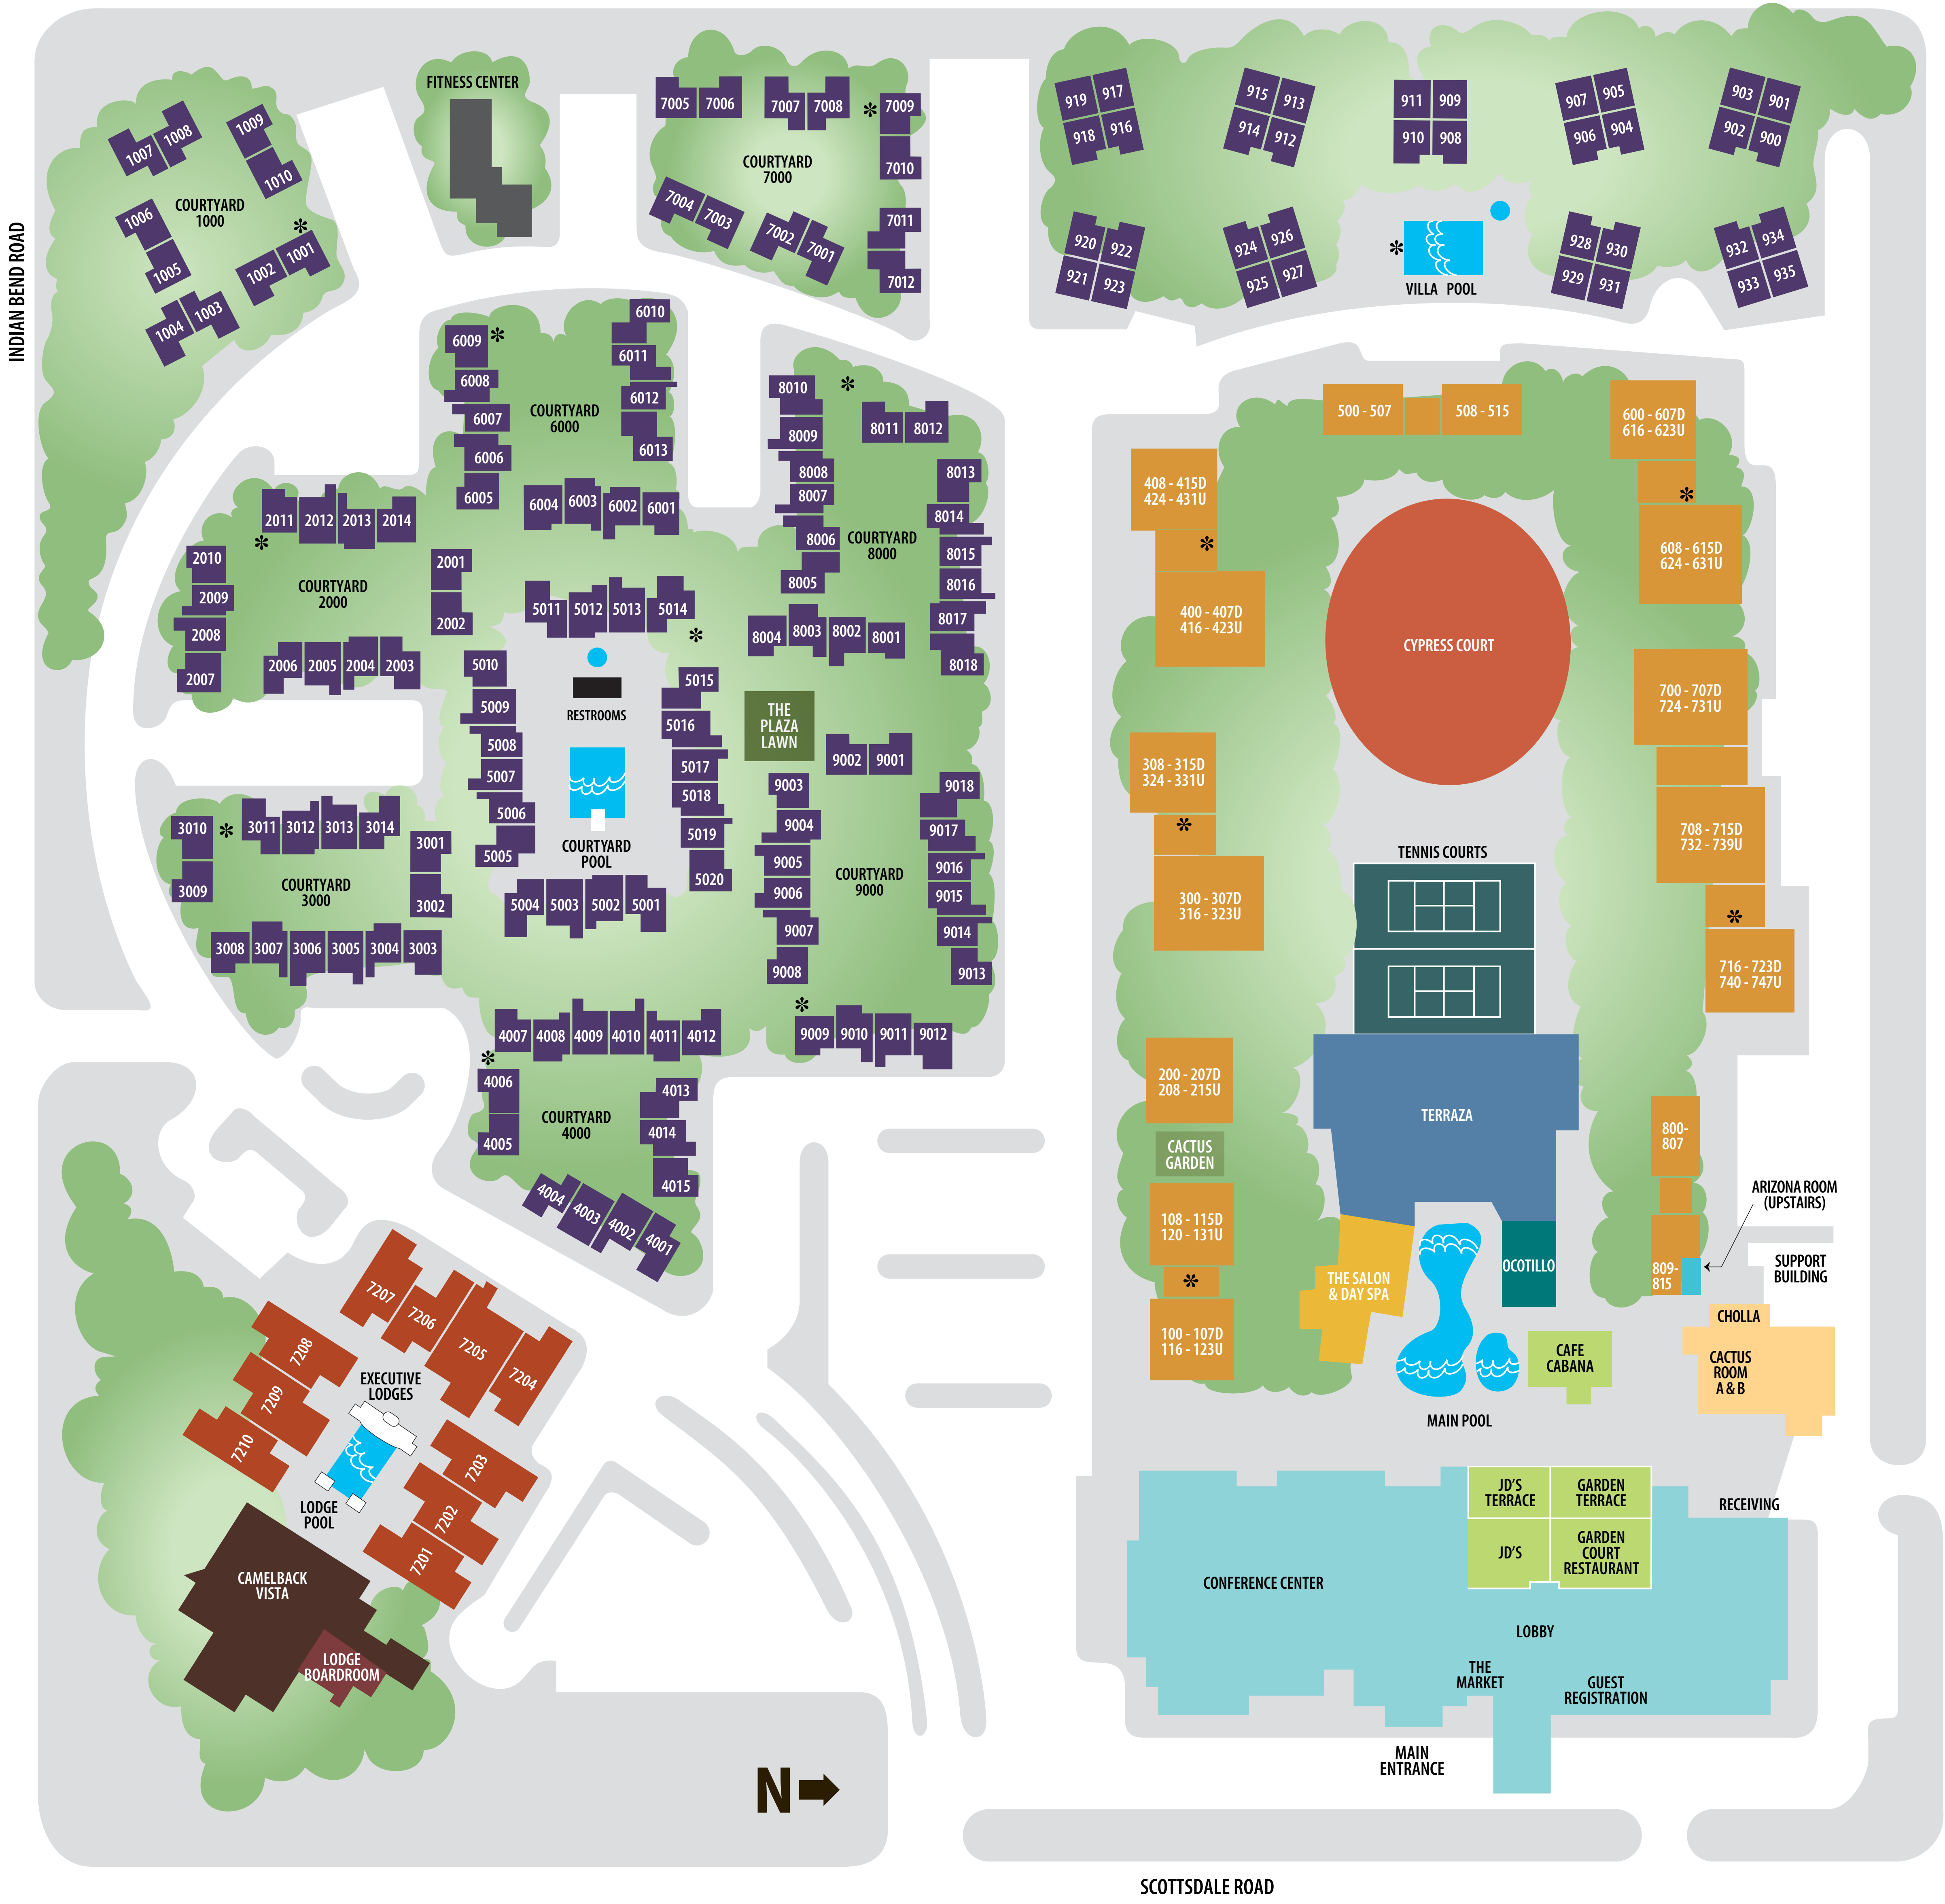 INDIAN BEND ROAD
FITNESS CENTER
1007
1008
1009
1010
COURTYARD
1000
1006
1005
1004
1003
1002
1001
*
7005
7006
7007
7008
*
7009
7010
COURTYARD
7000
7004
7003
7002
7001
7011
7012
919
917
918
916
915
913
914
912
911
909
910
908
907
905
906
904
903
901
902
900
920
922
921
923
924
926
925
927
*
VILLA POOL
928
930
929
931
932
934
933
935
6009
*
6008
6007
6006
6005
COURTYARD
6000
6010
6011
6012
6013
6004
6003
6002
6001
8010
*
8009
8008
8007
8006
8005
8011
8012
COURTYARD
8000
8013
8014
8015
8016
8017
8018
8004
8003
8002
8001
2011
2012
2013
2014
*
2010
2009
2008
2007
COURTYARD
2000
2001
2002
2006
2005
2004
2003
5011
5012
5013
5014
*
5010
5009
5008
5007
5006
5005
RESTROOMS
COURTYARD
POOL
5015
5016
5017
5018
5019
5020
5004
5003
5002
5001
THE
PLAZA
LAWN
9002
9001
9003
9004
9005
9006
9007
9008
COURTYARD
9000
9018
9017
9016
9015
9014
9013
*
9009
9010
9011
9012
3010
*
3011
3012
3013
3014
3009
COURTYARD
3000
3001
3002
3008
3007
3006
3005
3004
3003
4007
4008
4009
4010
4011
4012
*
4006
4005
COURTYARD
4000
4013
4014
4015
4004
4003
4002
4001
500 - 507
508 - 515
600 - 607D
616 - 623U
*
608 - 615D
624 - 631U
408 - 415D
424 - 431U
*
400 - 407D
416 - 423U
CYPRESS COURT
700 - 707D
724 - 731U
708 - 715D
732 - 739U
*
716 - 723D
740 - 747U
308 - 315D
324 - 331U
*
300 - 307D
316 - 323U
TENNIS COURTS
200 - 207D
208 - 215U
CACTUS
GARDEN
108 - 115D
120 - 131U
*
100 - 107D
116 - 123U
TERRAZA
800-
807
ARIZONA ROOM
(UPSTAIRS)
809-
815
SUPPORT
BUILDING
THE SALON
& DAY SPA
OCOTILLO
CAFE
CABANA
CHOLLA
CACTUS
ROOM
A & B
MAIN POOL
7207
7206
7205
7204
7208
7209
7210
EXECUTIVE
LODGES
7203
7202
7201
LODGE
POOL
CAMELBACK
VISTA
LODGE
BOARDROOM
JD'S
TERRACE
GARDEN
TERRACE
RECEIVING
JD'S
GARDEN
COURT
RESTAURANT
CONFERENCE CENTER
LOBBY
THE
MARKET
GUEST
REGISTRATION
MAIN
ENTRANCE
N
SCOTTSDALE ROAD